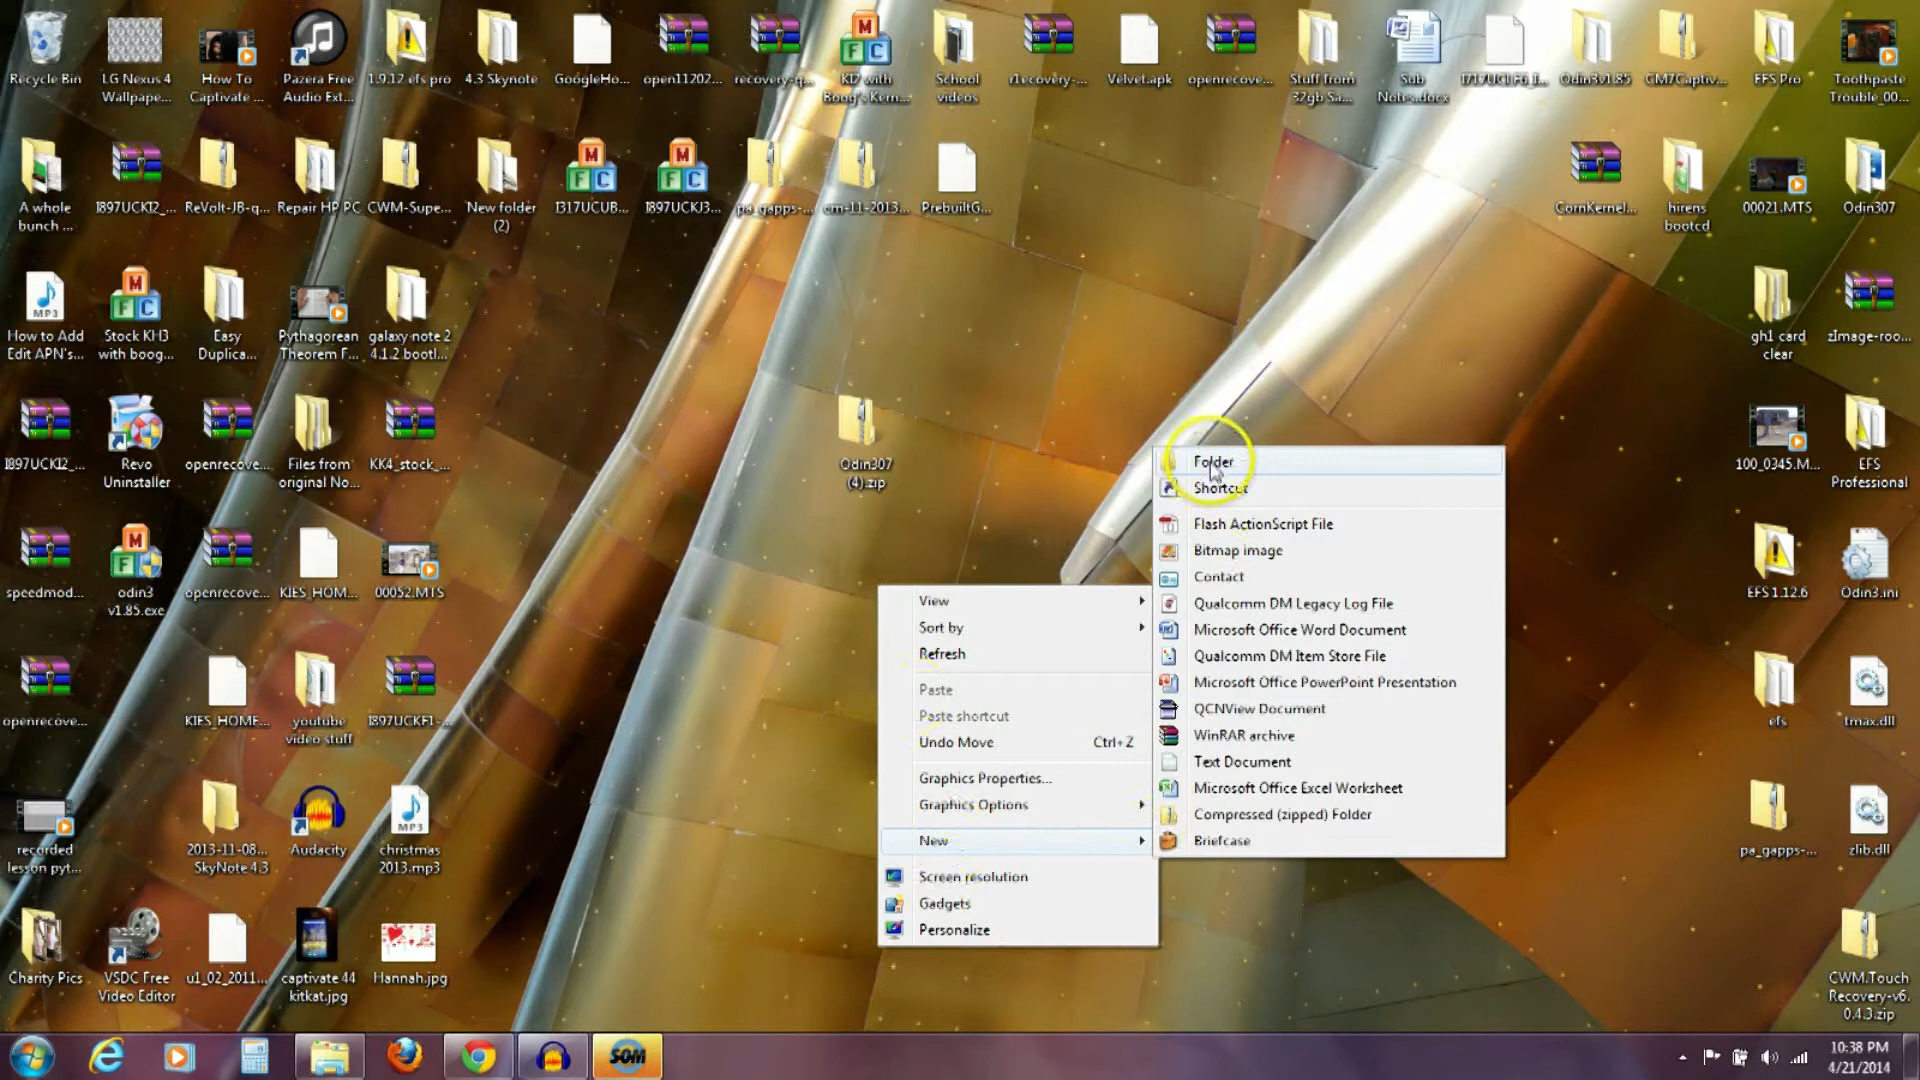 Recycle Bin
LG Nexus 4
Wallpape...
How To
Captivate ...
Pazera Free
Audio Ext...
1.9.12 efs pro
4.3 Skynote
GoogleHo...
open11202...
recovery-q...
KI2 with
Boog's Kern...
School
videos
r1ecovery-...
Velvet.apk
openrecove...
Stuff from
32gb Sa...
Sub
Notes.docx
I717UCLF6_I...
Odin3v1.85
CM7Captiv...
EFS Pro
Toothpaste
Trouble_00...
A whole
bunch ...
I897UCKI2_...
ReVolt-JB-q...
Repair HP PC
CWM-Supe...
New folder
(2)
I317UCUB...
I897UCKJ3...
pa_gapps-...
cm-11-2013...
PrebuiltG...
CornKernel...
hirens
bootcd
00021.MTS
Odin307
MP3
How to Add
Edit APN's...
M
F C
Stock KH3
with boog...
Easy
Duplica...
Pythagorean
Theorem F...
galaxy note 2
4.1.2 bootl...
gh1 card
clear
zImage-roo...
I897UCKI2_...
Revo
Uninstaller
openrecove...
Files from
original No...
KK4_stock_...
Odin307
(4).zip
100_0345.M...
EFS
Professional
speedmod...
odin3
v1.85.exe
openrecove...
KIES_HOM...
00052.MTS
EFS 1.12.6
Odin3.ini
openrecove...
KIES_HOME...
youtube
video stuff
I897UCKF1-...
efs
tmax.dll
recorded
lesson pyt...
2013-11-08...
SkyNote 4.3
Audacity
MP3
christmas
2013.mp3
pa_gapps-...
zlib.dll
Charity Pics
VSDC Free
Video Editor
u1_02_2011...
captivate 44
kitkat.jpg
Hannah.jpg
CWM.Touch
Recovery-v6.
0.4.3.zip
View
Sort by
Refresh
Paste
Paste shortcut
Undo Move Ctrl+Z
Graphics Properties...
Graphics Options
New
Screen resolution
Gadgets
Personalize
Folder
Shortcut
Flash ActionScript File
Bitmap image
Contact
Qualcomm DM Legacy Log File
Microsoft Office Word Document
Qualcomm DM Item Store File
Microsoft Office PowerPoint Presentation
QCNView Document
WinRAR archive
Text Document
Microsoft Office Excel Worksheet
Compressed (zipped) Folder
Briefcase
SOM
10:38 PM
4/21/2014